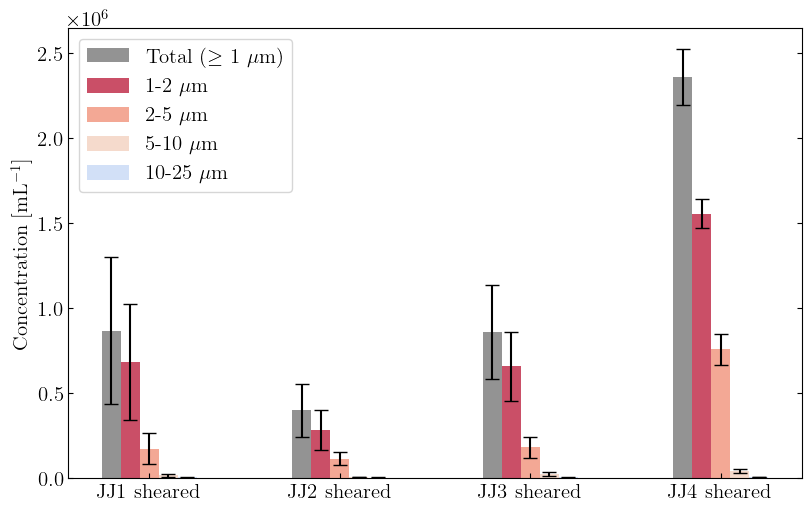 ×10⁶
Total (≥ 1 μm)
1-2 μm
2-5 μm
5-10 μm
10-25 μm
Concentration [mL⁻¹]
2.5
2.0
1.5
1.0
0.5
0.0
JJ1 sheared
JJ2 sheared
JJ3 sheared
JJ4 sheared